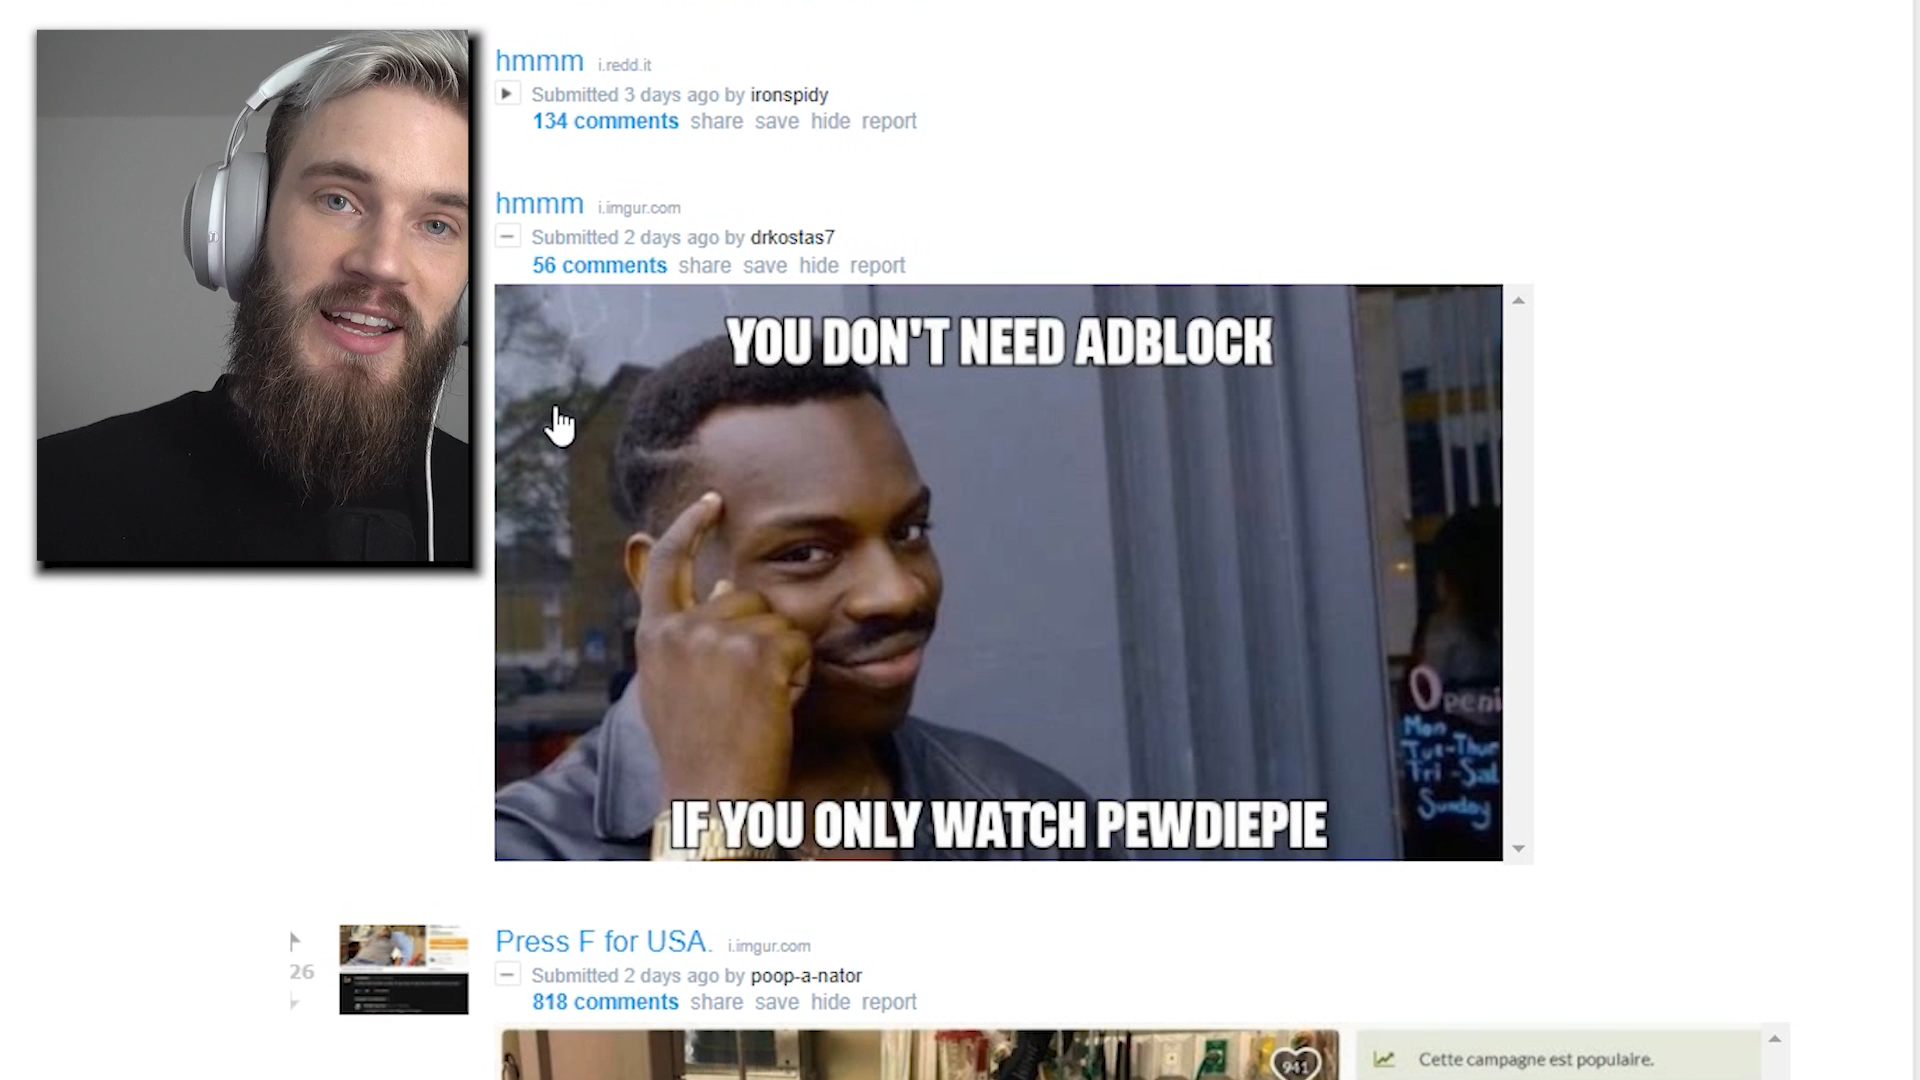 hmmm i.redd.it
Submitted 3 days ago by ironspidy
134 comments share save hide report
hmmm i.imgur.com
Submitted 2 days ago by drkostas7
56 comments share save hide report
YOU DON'T NEED ADBLOCK
Openi
Mon
Tue-Thur
Fri-Sat
Sunday
IF YOU ONLY WATCH PEWDIEPIE
Press F for USA. i.imgur.com
26
Submitted 2 days ago by poop-a-nator
818 comments share save hide report
941
Cette campagne est populaire.